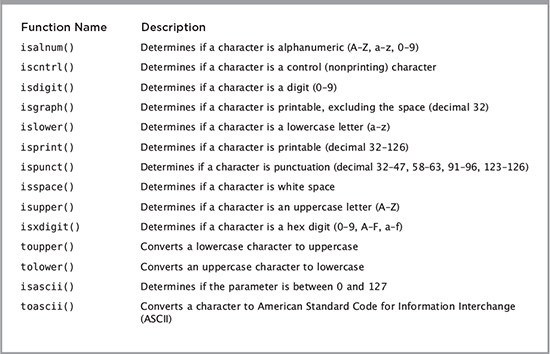 Function Name Description
isalnum() Determines if a character is alphanumeric (A–Z, a–z, 0–9)
iscntrl() Determines if a character is a control (nonprinting) character
isdigit() Determines if a character is a digit (0–9)
isgraph() Determines if a character is printable, excluding the space (decimal 32)
islower() Determines if a character is a lowercase letter (a–z)
isprint() Determines if a character is printable (decimal 32–126)
ispunct() Determines if a character is punctuation (decimal 32–47, 58–63, 91–96, 123–126)
isspace() Determines if a character is white space
isupper() Determines if a character is an uppercase letter (A–Z)
isxdigit() Determines if a character is a hex digit (0–9, A–F, a–f)
toupper() Converts a lowercase character to uppercase
tolower() Converts an uppercase character to lowercase
isascii() Determines if the parameter is between 0 and 127
toascii() Converts a character to American Standard Code for Information Interchange
(ASCII)